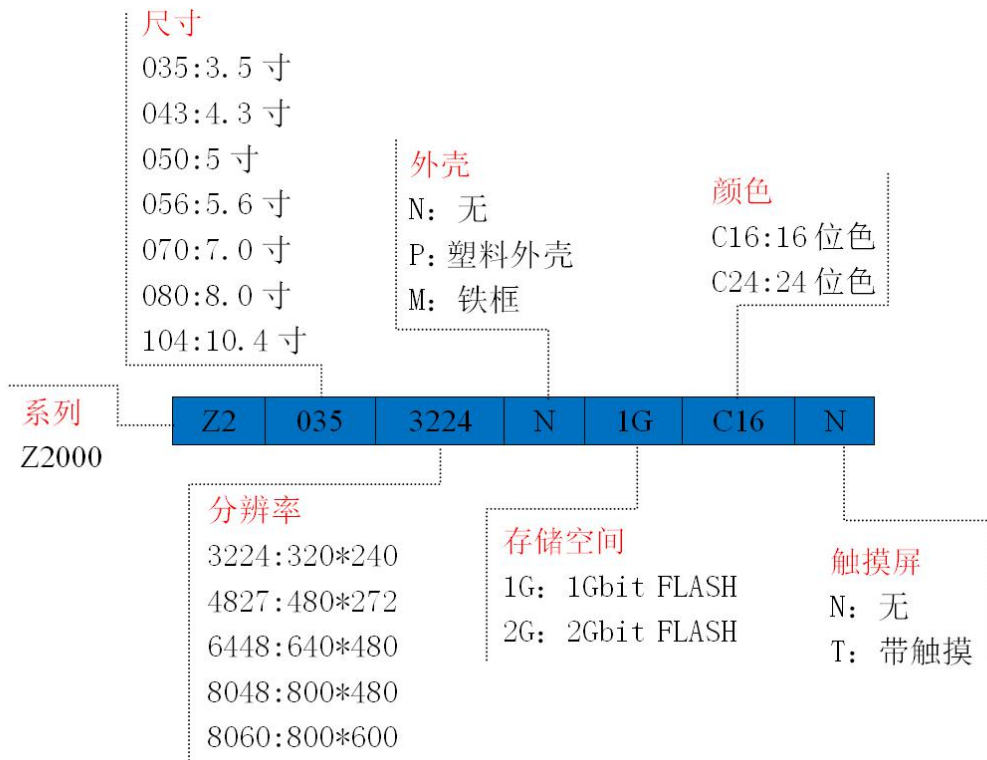 尺寸
035:3.5 寸
043:4.3 寸
050:5 寸
056:5.6 寸
070:7.0 寸
080:8.0 寸
104:10.4 寸
外壳
N: 无
P: 塑料外壳
M: 铁框
颜色
C16:16 位色
C24:24 位色
系列
Z2000
Z2 035 3224 N 1G C16 N
分辨率
3224:320*240
4827:480*272
6448:640*480
8048:800*480
8060:800*600
存储空间
1G: 1Gbit FLASH
2G: 2Gbit FLASH
触摸屏
N: 无
T: 带触摸